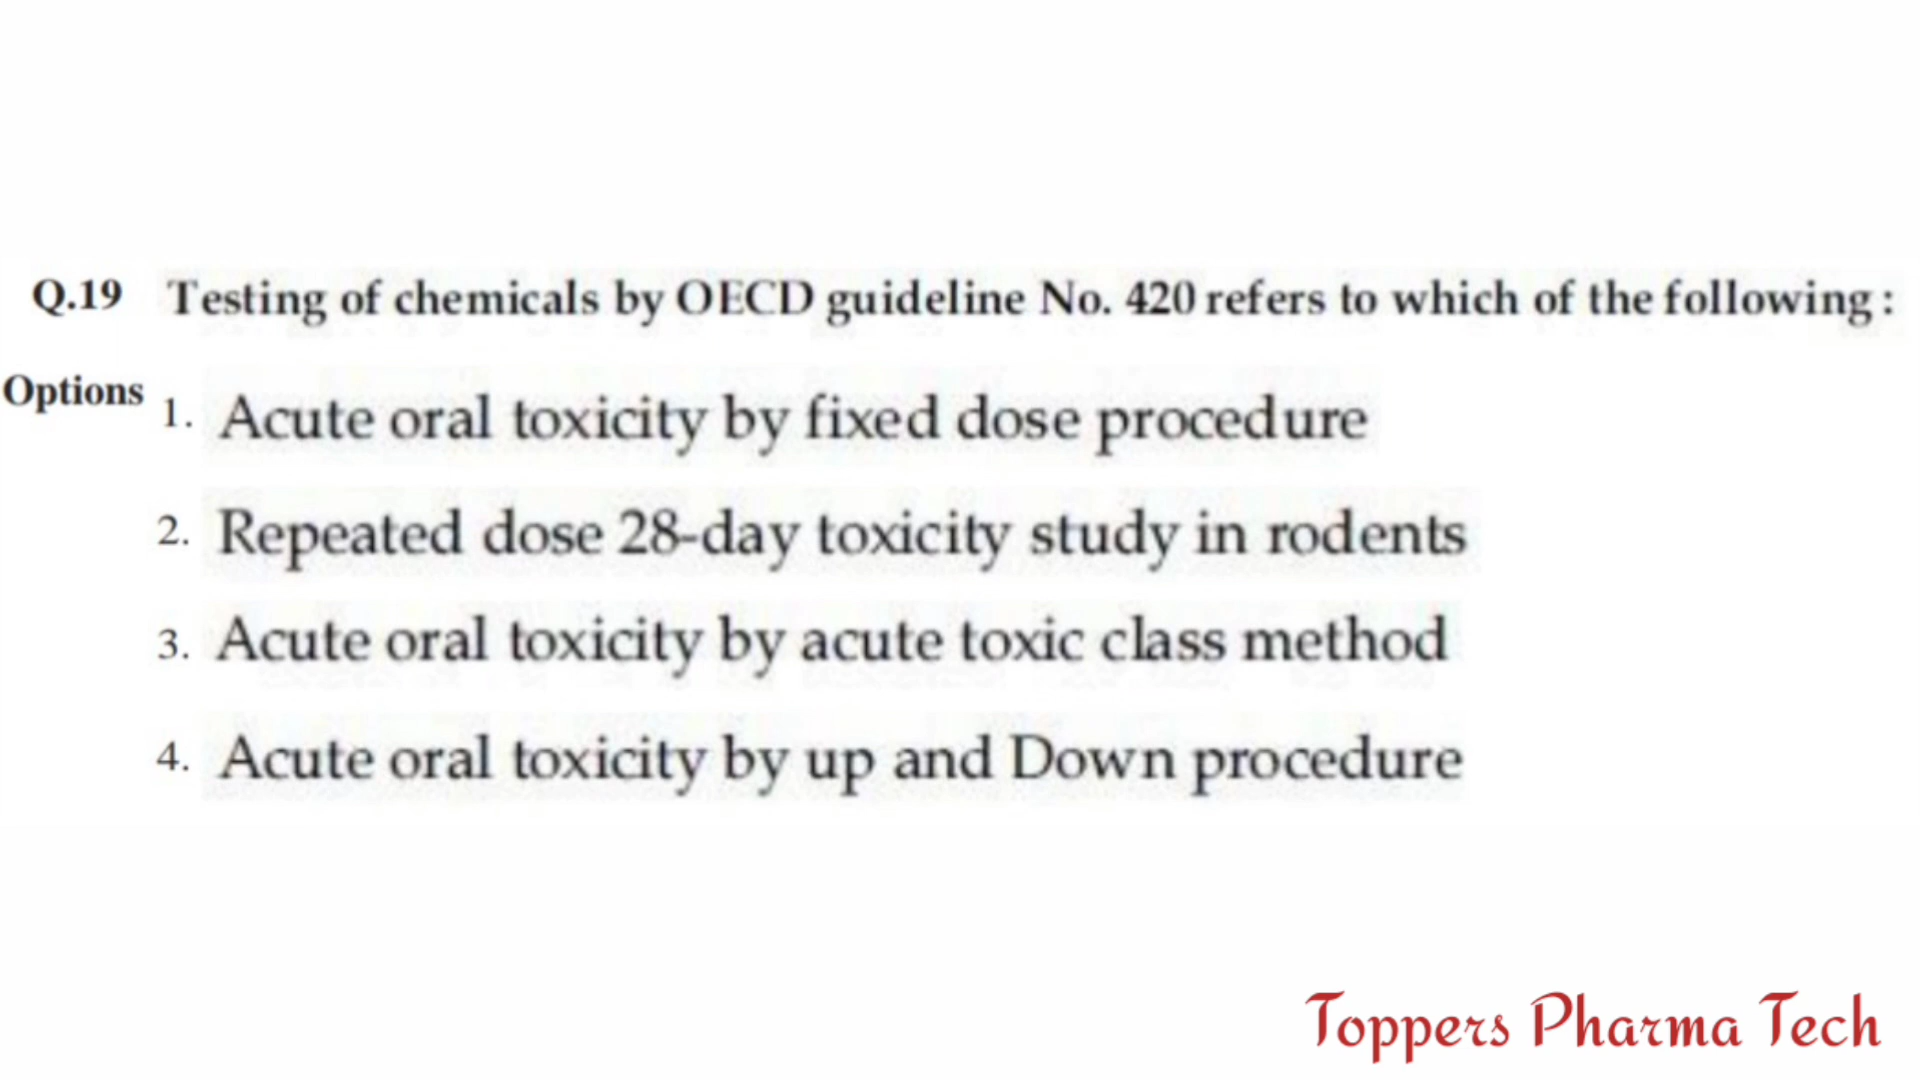 Q.19 Testing of chemicals by OECD guideline No. 420 refers to which of the following :
Options 1. Acute oral toxicity by fixed dose procedure
2. Repeated dose 28-day toxicity study in rodents
3. Acute oral toxicity by acute toxic class method
4. Acute oral toxicity by up and Down procedure
Toppers Pharma Tech